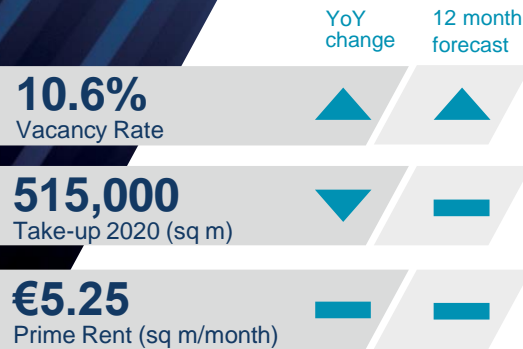 YoY change
12 month forecast
10.6%
Vacancy Rate
515,000
Take-up 2020 (sq m)
€5.25
Prime Rent (sq m/month)